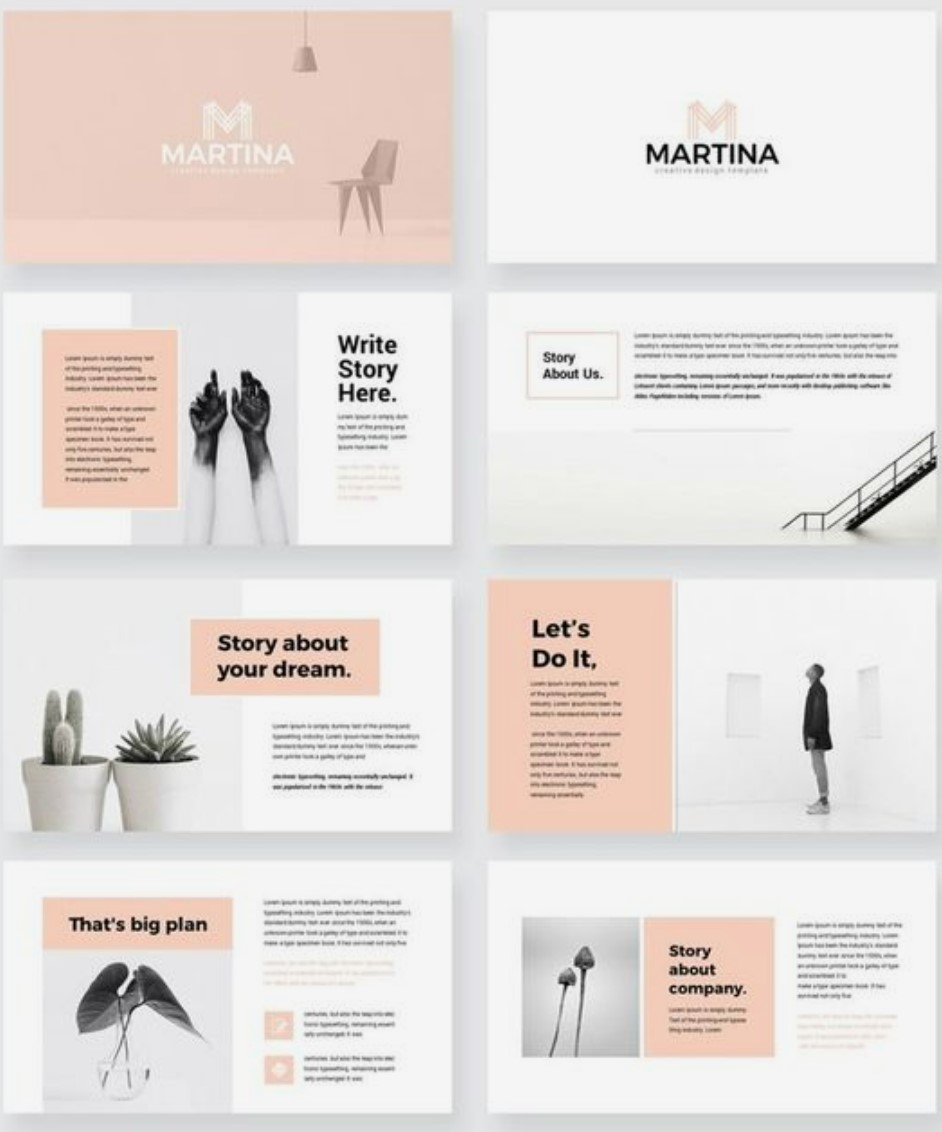 MARTINA
creative design template
MARTINA
creative design template
Lorem Ipsum is simply dummy text
of the printing and typesetting
industry. Lorem Ipsum has been the
industry's standard dummy text ever
since the 1500s, when an unknown
printer took a galley of type and
scrambled it to make a type
specimen book. It has survived not
only five centuries, but also the leap
into electronic typesetting,
remaining essentially unchanged.
It was popularised in the
Write
Story
Here.
Lorem Ipsum is simply dum
my text of the printing and
typesetting industry. Lorem
Ipsum has been the
Story
About Us.
Lorem Ipsum is simply dummy text of the printing and typesetting industry. Lorem Ipsum has been the
industry's standard dummy text ever since the 1500s, when an unknown printer took a galley of type and
scrambled it to make a type specimen book. It has survived not only five centuries, but also the leap into
electronic typesetting, remaining essentially unchanged. It was popularised in the 1960s with the release of
Letraset sheets containing Lorem Ipsum passages, and more recently with desktop publishing software like
Aldus PageMaker including versions of Lorem Ipsum.
Story about
your dream.
Lorem Ipsum is simply dummy text of the printing and
typesetting industry. Lorem Ipsum has been the industry's
standard dummy text ever since the 1500s, when an unkn
own printer took a galley of type and
electronic typesetting, remaining essentially unchanged. It
was popularised in the 1960s with the release
Let's
Do It,
Lorem Ipsum is simply dummy text
of the printing and typesetting
industry. Lorem Ipsum has been the
industry's standard dummy text ever
since the 1500s, when an unknown
printer took a galley of type and
scrambled it to make a type
specimen book. It has survived not
only five centuries, but also the leap
into electronic typesetting,
remaining essentially
That's big plan
Lorem Ipsum is simply dummy text of the printing and
typesetting industry. Lorem Ipsum has been the industry's
standard dummy text ever since the 1500s, when an
unknown printer took a galley of type and scrambled it to
make a type specimen book. It has survived not only five
centuries, but also the leap into elec
tronic typesetting, remaining essent
ially unchanged. It was
centuries, but also the leap into elec
tronic typesetting, remaining essent
ially unchanged. It was
Story
about
company.
Lorem Ipsum is simply dummy
Text of the printing and typese
tting industry. Lorem
Lorem Ipsum is simply dummy text of the
printing and typesetting industry. Lorem
Ipsum has been the industry's standard
dummy text ever since the 1500s, when
an unknown printer took a galley of type
and scrambled it to
make a type specimen book. It has
survived not only five